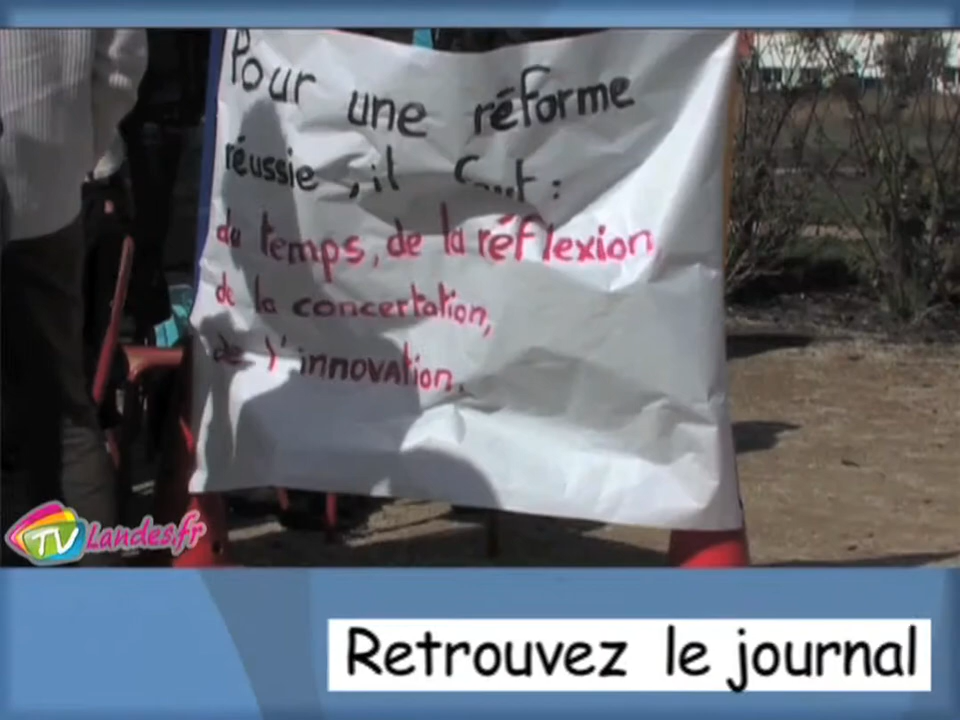 Pour une réforme
réussie, il faut :
du temps, de la réflexion,
de la concertation,
de l'innovation.
TV Landes.fr
Retrouvez le journal